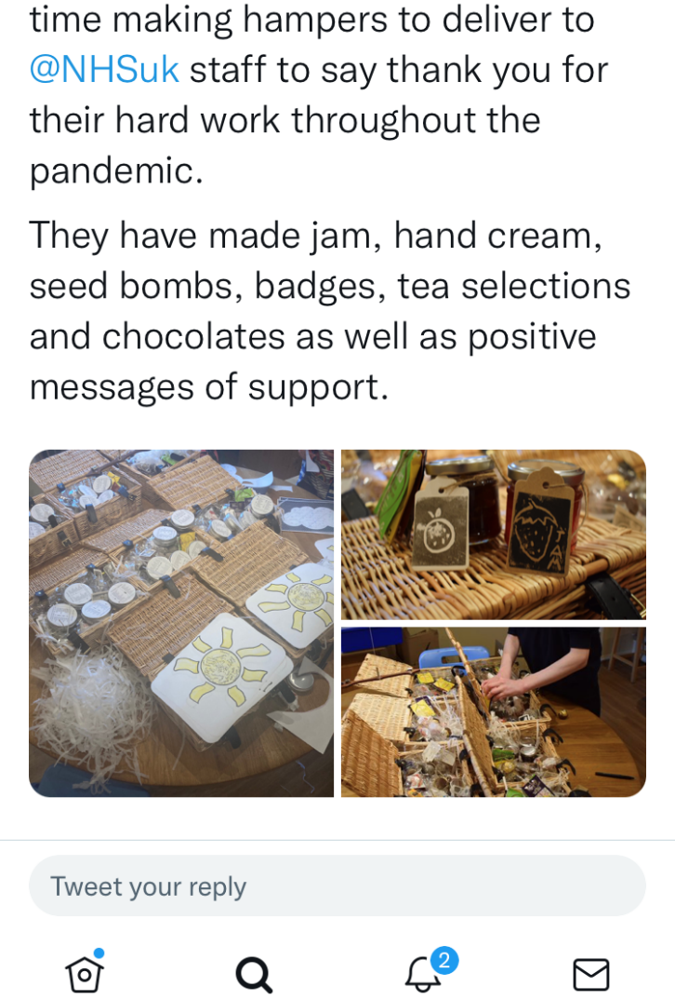 time making hampers to deliver to
@NHSuk staff to say thank you for
their hard work throughout the
pandemic.
They have made jam, hand cream,
seed bombs, badges, tea selections
and chocolates as well as positive
messages of support.
Tweet your reply
2